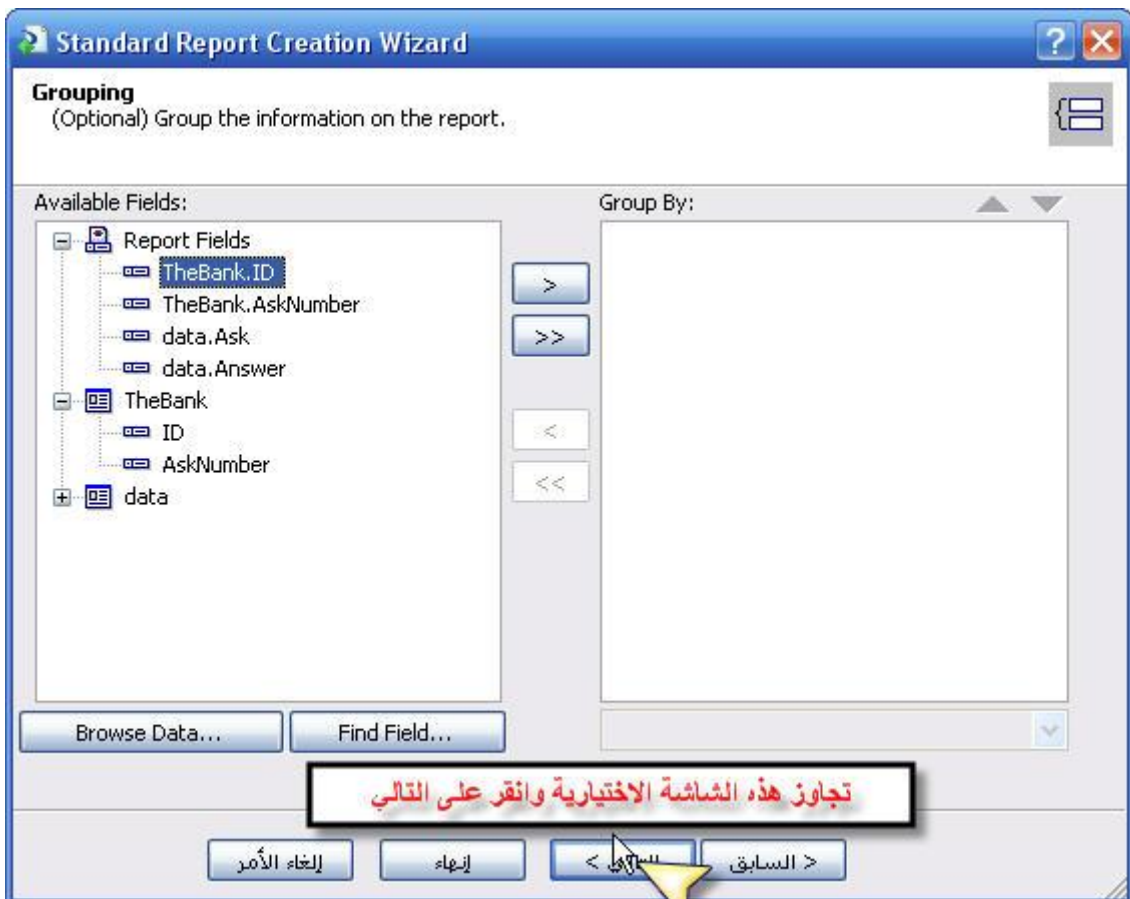 Standard Report Creation Wizard
Grouping
(Optional) Group the information on the report.
Available Fields:
Group By:
Report Fields
TheBank.ID
TheBank.AskNumber
data.Ask
data.Answer
TheBank
ID
AskNumber
data
>
>>
<
<<
Browse Data...
Find Field...
تجاوز هذه الشاشة الاختيارية وانقر على التالي
< السابق
>
إنهاء
إلغاء الأمر